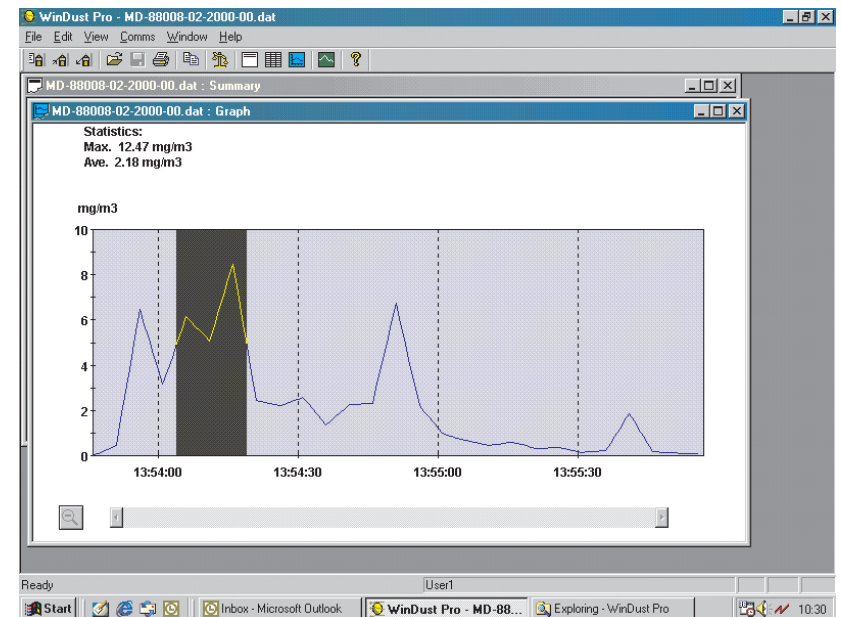 WinDust Pro - MD-88008-02-2000-00.dat
File Edit View Comms Window Help
MD-88008-02-2000-00.dat : Summary
MD-88008-02-2000-00.dat : Graph
Statistics:
Max. 12.47 mg/m3
Ave. 2.18 mg/m3
mg/m3
10
8
6
4
2
0
13:54:00 13:54:30 13:55:00 13:55:30
Ready User1
Start Inbox - Microsoft Outlook WinDust Pro - MD-88... Exploring - WinDust Pro 10:30